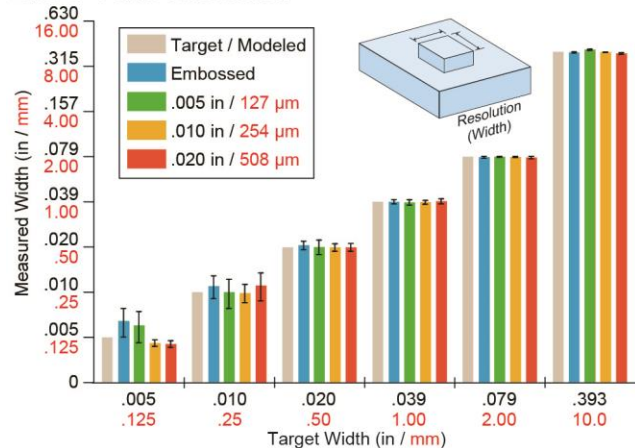 .630
16.00
.315
8.00
.157
4.00
.079
2.00
.039
1.00
.020
.50
.010
.25
.005
.125
0
Measured Width (in / mm)
Target / Modeled
Embossed
.005 in / 127 µm
.010 in / 254 µm
.020 in / 508 µm
Resolution
(Width)
.005 .010 .020 .039 .079 .393
.125 .25 .50 1.00 2.00 10.0
Target Width (in / mm)